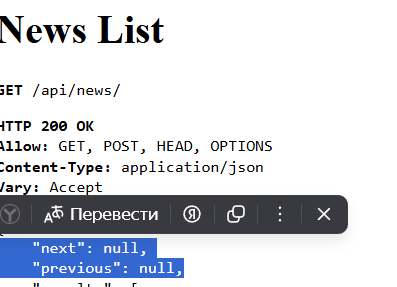 News List
GET /api/news/
HTTP 200 OK
Allow: GET, POST, HEAD, OPTIONS
Content-Type: application/json
Vary: Accept
Перевести
"next": null,
"previous": null,